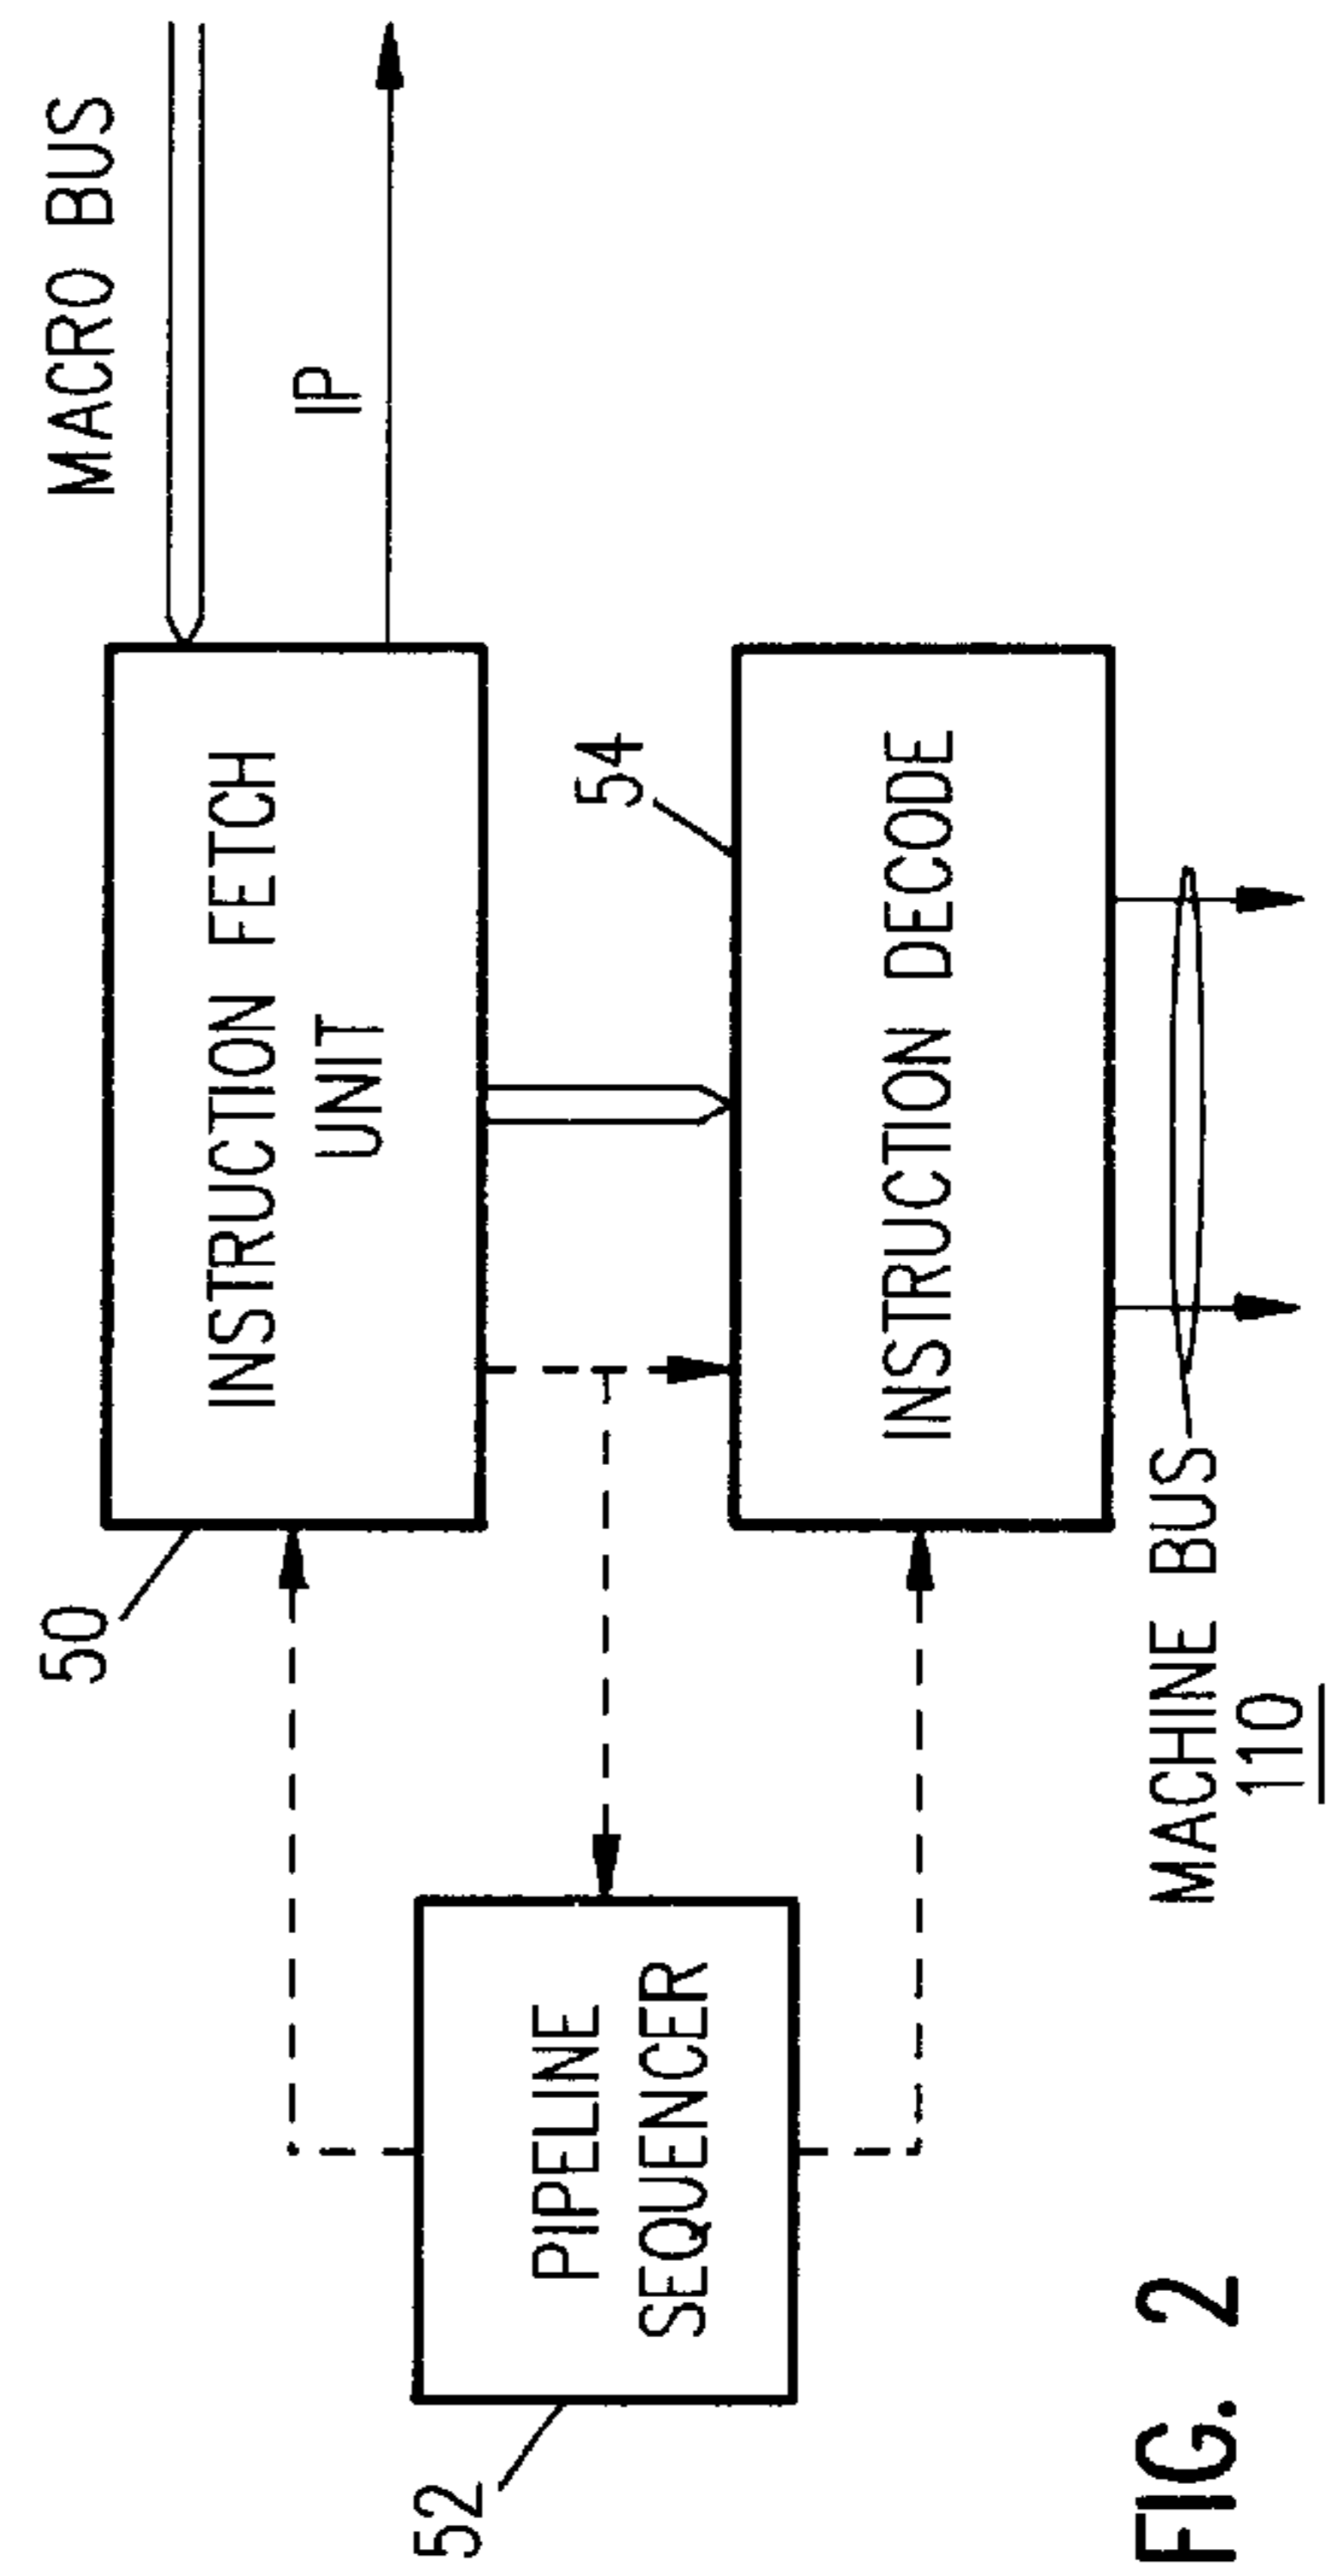 MACRO BUS
IP
50
INSTRUCTION FETCH
UNIT
52
PIPELINE
SEQUENCER
54
INSTRUCTION DECODE
MACHINE BUS
110
FIG. 2